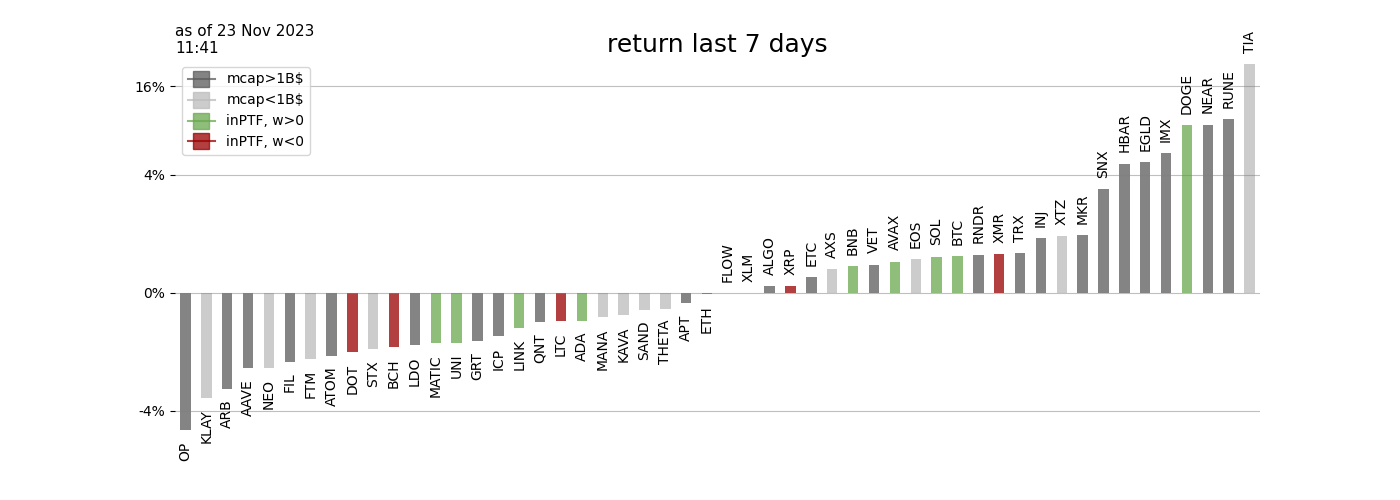 as of 23 Nov 2023
11:41
return last 7 days
mcap>1B$
mcap<1B$
inPTF, w>0
inPTF, w<0
16%
4%
0%
-4%
OP
KLAY
ARB
AAVE
NEO
FIL
FTM
ATOM
DOT
STX
BCH
LDO
MATIC
UNI
GRT
ICP
LINK
QNT
LTC
ADA
MANA
KAVA
SAND
THETA
APT
ETH
FLOW
XLM
ALGO
XRP
ETC
AXS
BNB
VET
AVAX
EOS
SOL
BTC
RNDR
XMR
TRX
INJ
XTZ
MKR
SNX
HBAR
EGLD
IMX
DOGE
NEAR
RUNE
TIA